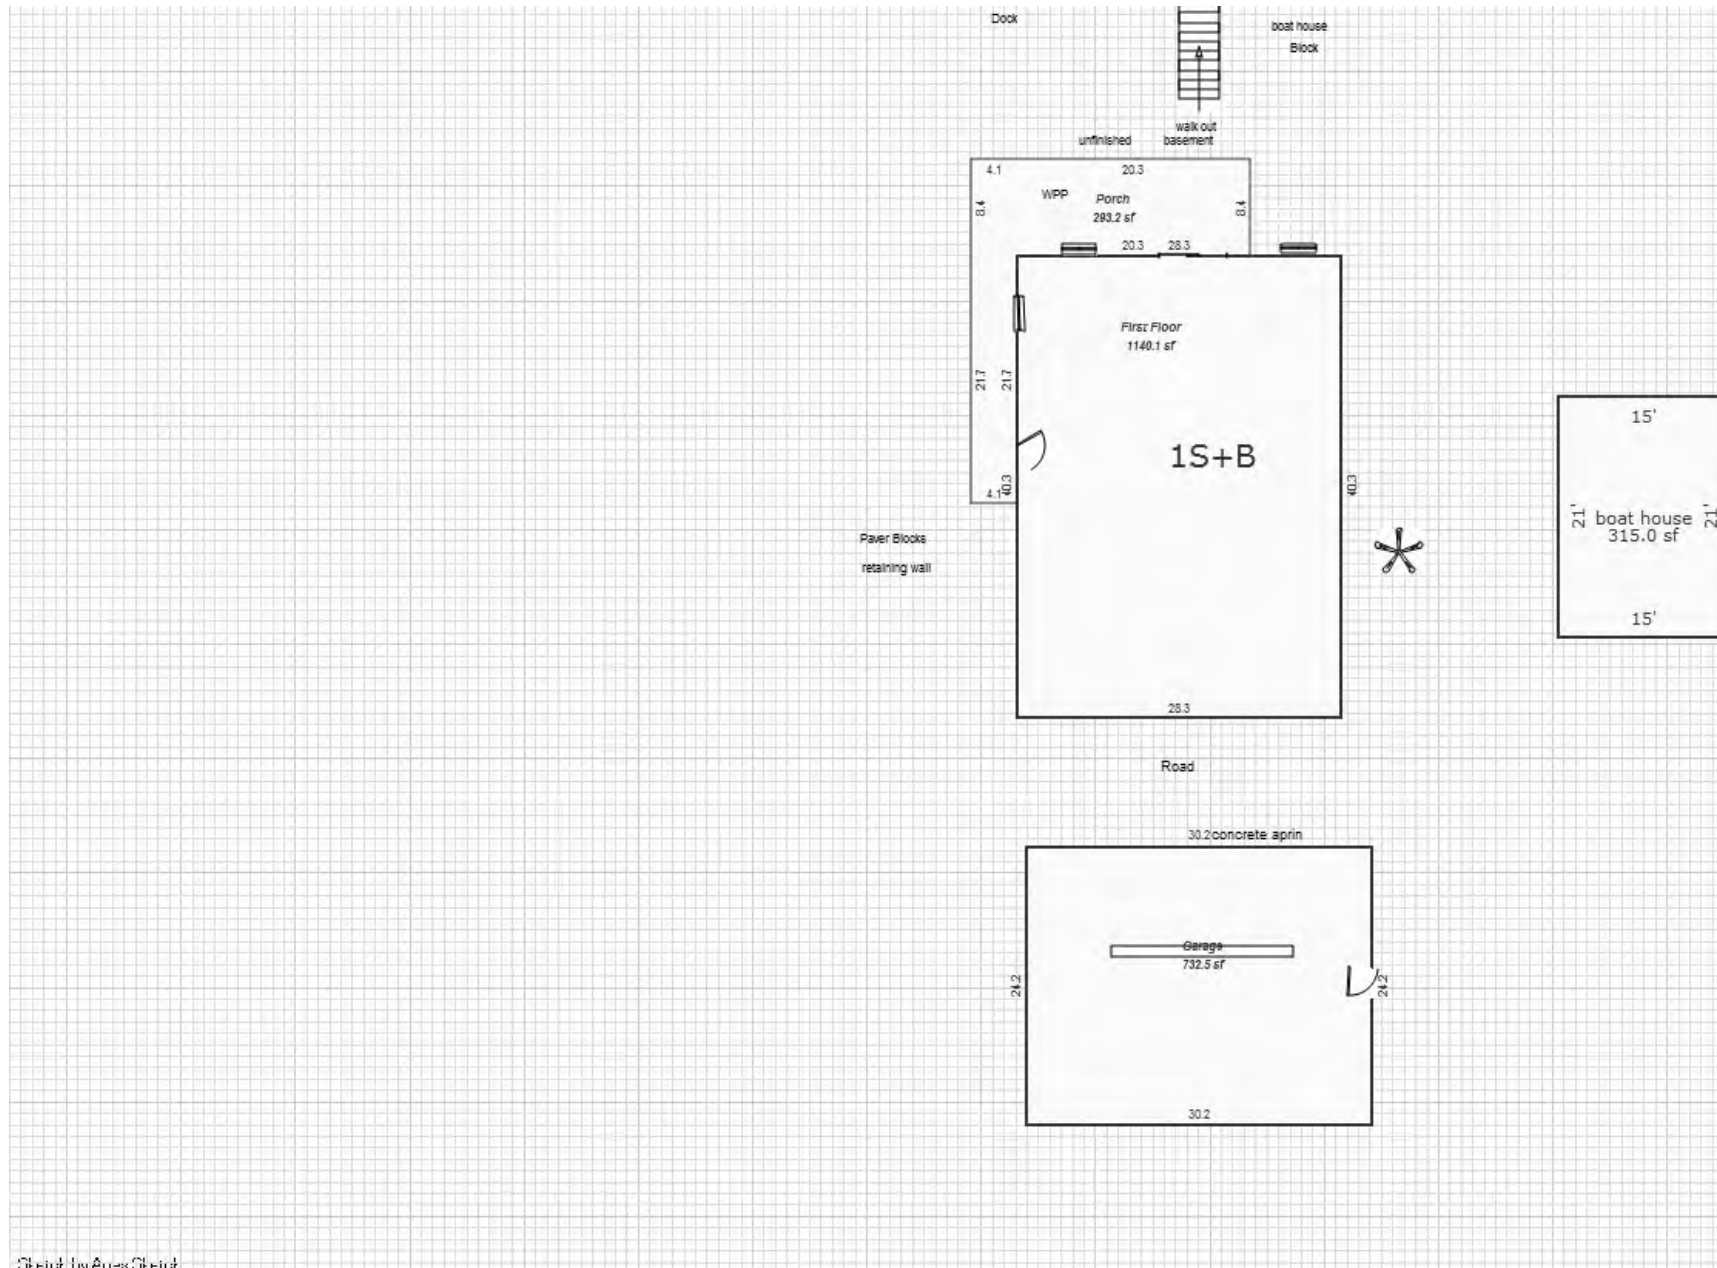 Dock
boat house
Block
walk out
unfinished basement
4.1 20.3
WPP Porch
293.2 sf
8.4 8.4
20.3 28.3
First Floor
1140.1 sf
21.7 21.7
1S+B
4.1 40.3 40.3
15'
21' boat house 21'
315.0 sf
15'
Paver Blocks
retaining wall
28.3
Road
30.2 concrete aprin
Garage
732.5 sf
24.2 24.2
30.2